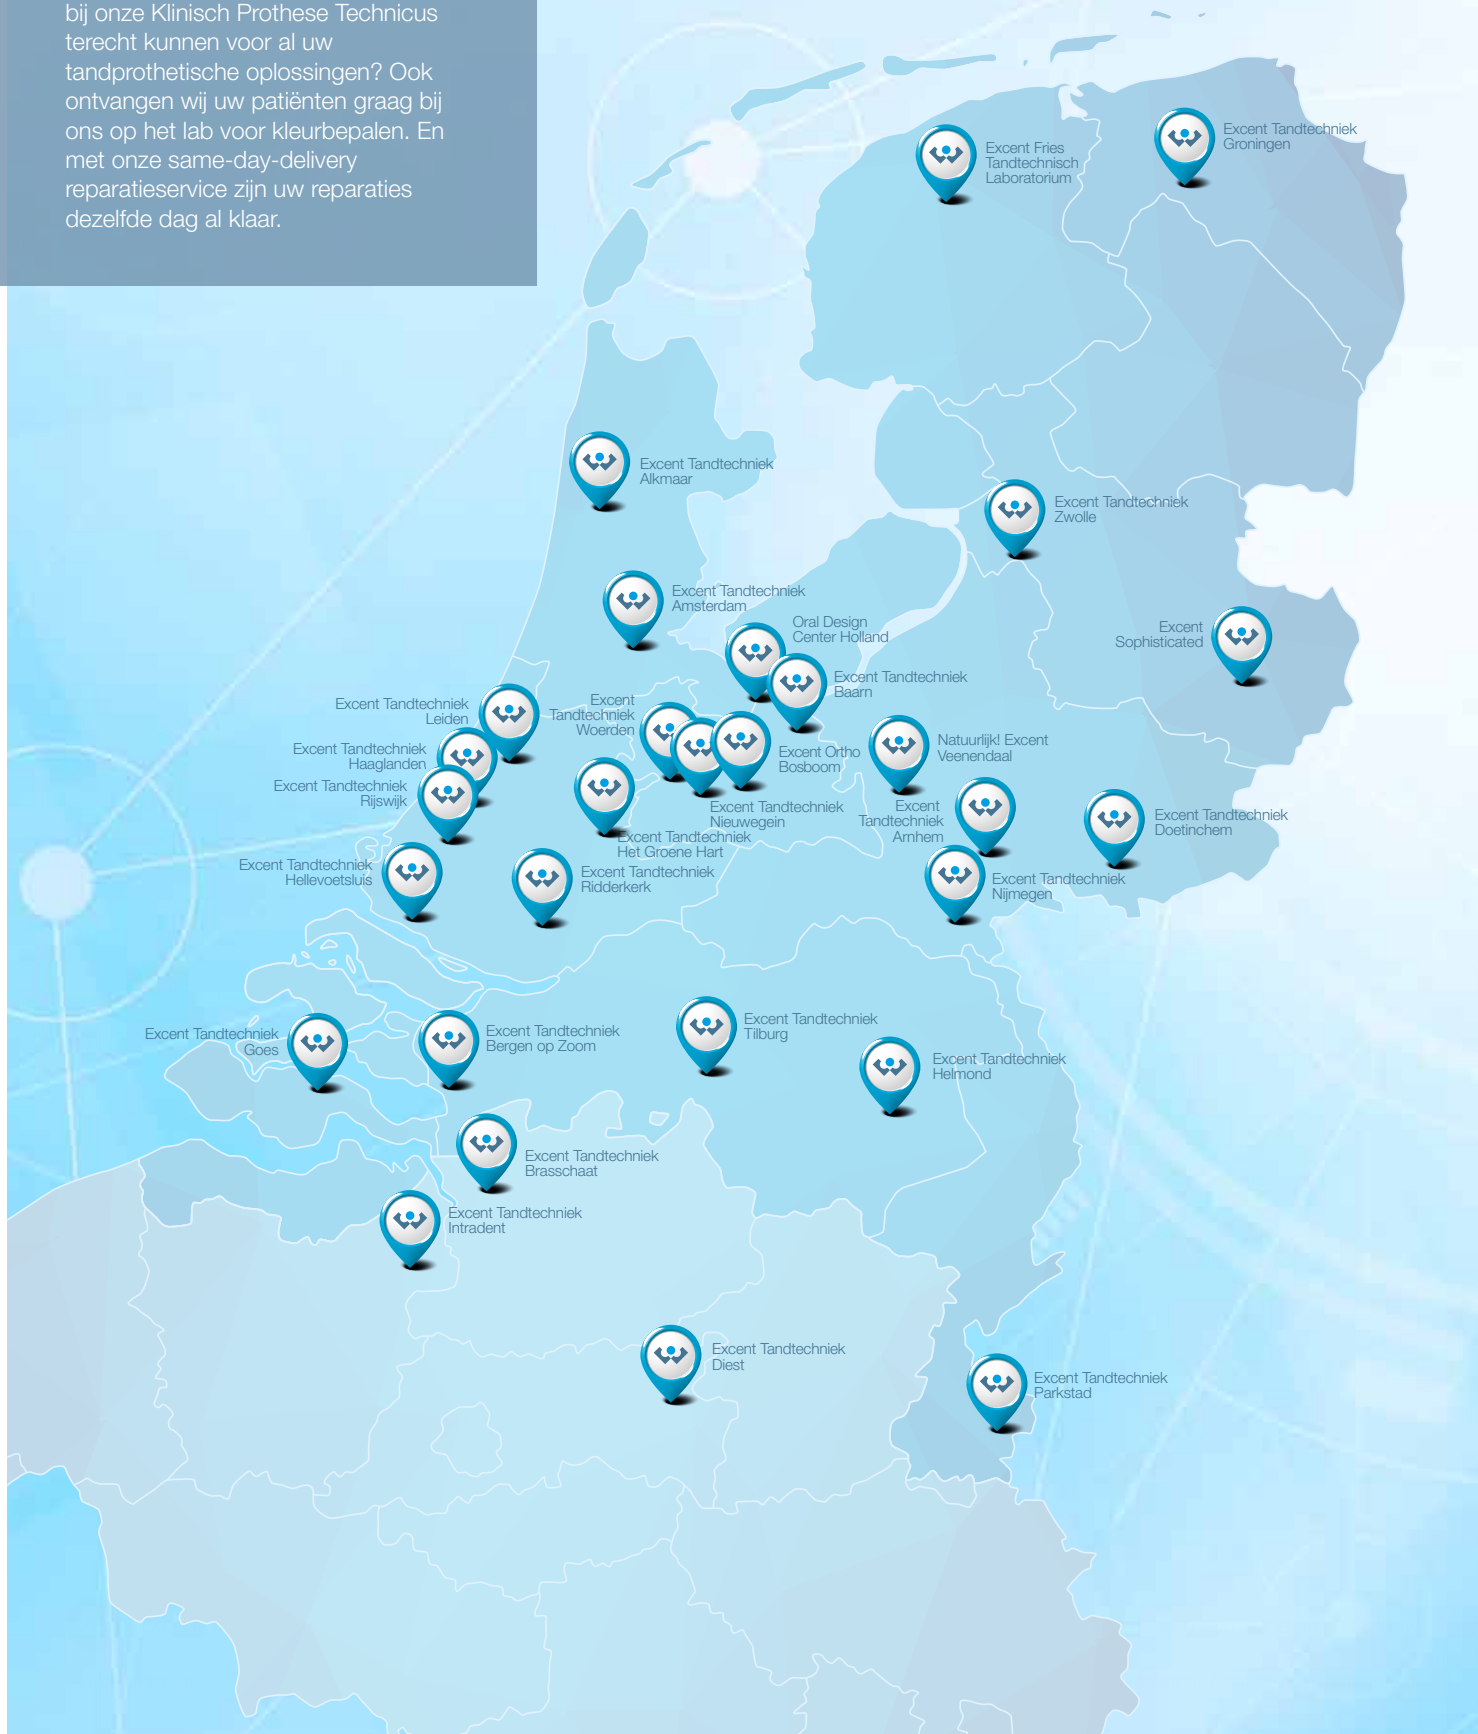 bij onze Klinisch Prothese Technicus
terecht kunnen voor al uw
tandprothetische oplossingen? Ook
ontvangen wij uw patiënten graag bij
ons op het lab voor kleurbepalen. En
met onze same-day-delivery
reparatieservice zijn uw reparaties
dezelfde dag al klaar.
Excent Fries
Tandtechnisch
Laboratorium
Excent Tandtechniek
Groningen
Excent Tandtechniek
Alkmaar
Excent Tandtechniek
Zwolle
Excent Tandtechniek
Amsterdam
Oral Design
Center Holland
Excent
Sophisticated
Excent Tandtechniek
Baarn
Excent Tandtechniek
Leiden
Excent
Tandtechniek
Woerden
Excent Tandtechniek
Haaglanden
Excent Ortho
Bosboom
Natuurlijk! Excent
Veenendaal
Excent Tandtechniek
Rijswijk
Excent Tandtechniek
Nieuwegein
Excent
Tandtechniek
Arnhem
Excent Tandtechniek
Doetinchem
Excent Tandtechniek
Het Groene Hart
Excent Tandtechniek
Hellevoetsluis
Excent Tandtechniek
Ridderkerk
Excent Tandtechniek
Nijmegen
Excent Tandtechniek
Goes
Excent Tandtechniek
Bergen op Zoom
Excent Tandtechniek
Tilburg
Excent Tandtechniek
Helmond
Excent Tandtechniek
Brasschaat
Excent Tandtechniek
Intradent
Excent Tandtechniek
Diest
Excent Tandtechniek
Parkstad